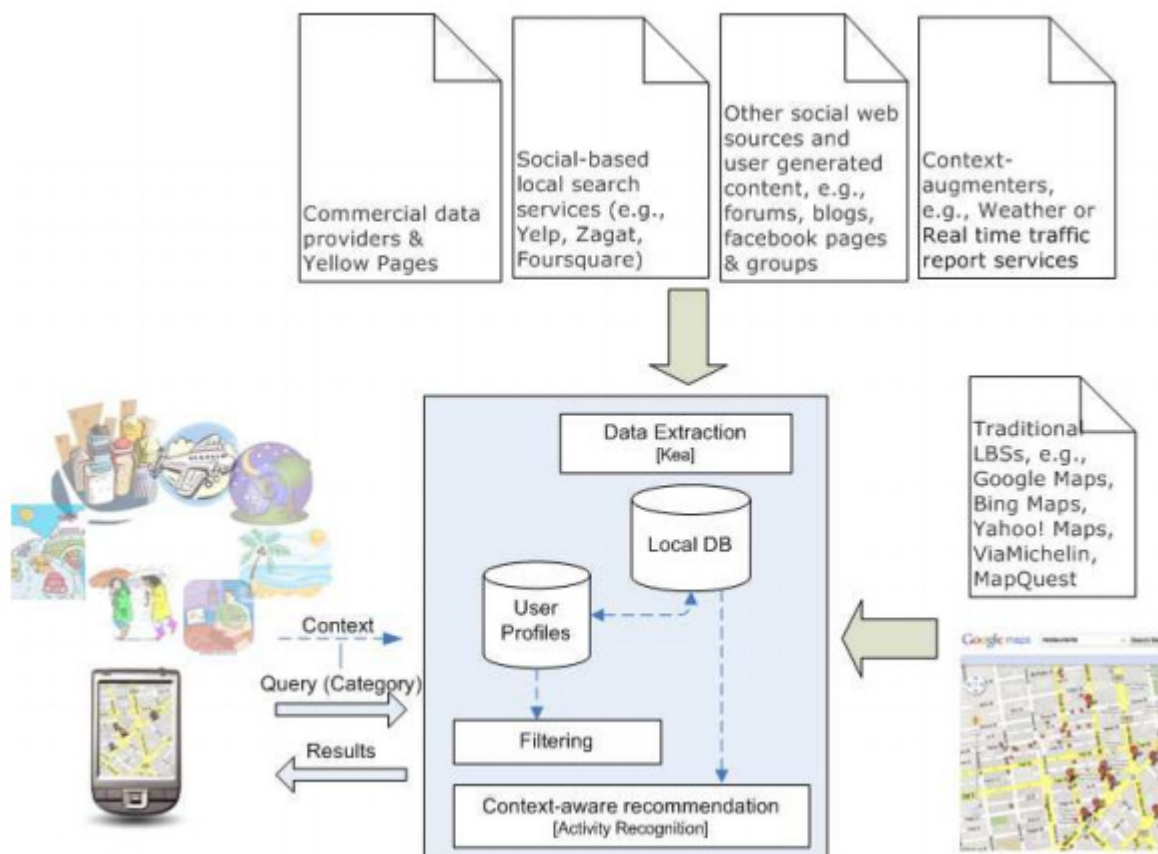 Commercial data
providers &
Yellow Pages
Social-based
local search
services (e.g.,
Yelp, Zagat,
Foursquare)
Other social web
sources and
user generated
content, e.g.,
forums, blogs,
facebook pages
& groups
Context-
augmenters,
e.g., Weather or
Real time traffic
report services
Data Extraction
[Kea]
Local DB
User
Profiles
Filtering
Context-aware recommendation
[Activity Recognition]
Context
Query (Category)
Results
Traditional
LBSs, e.g.,
Google Maps,
Bing Maps,
Yahoo! Maps,
ViaMichelin,
MapQuest
Google maps
restaurants